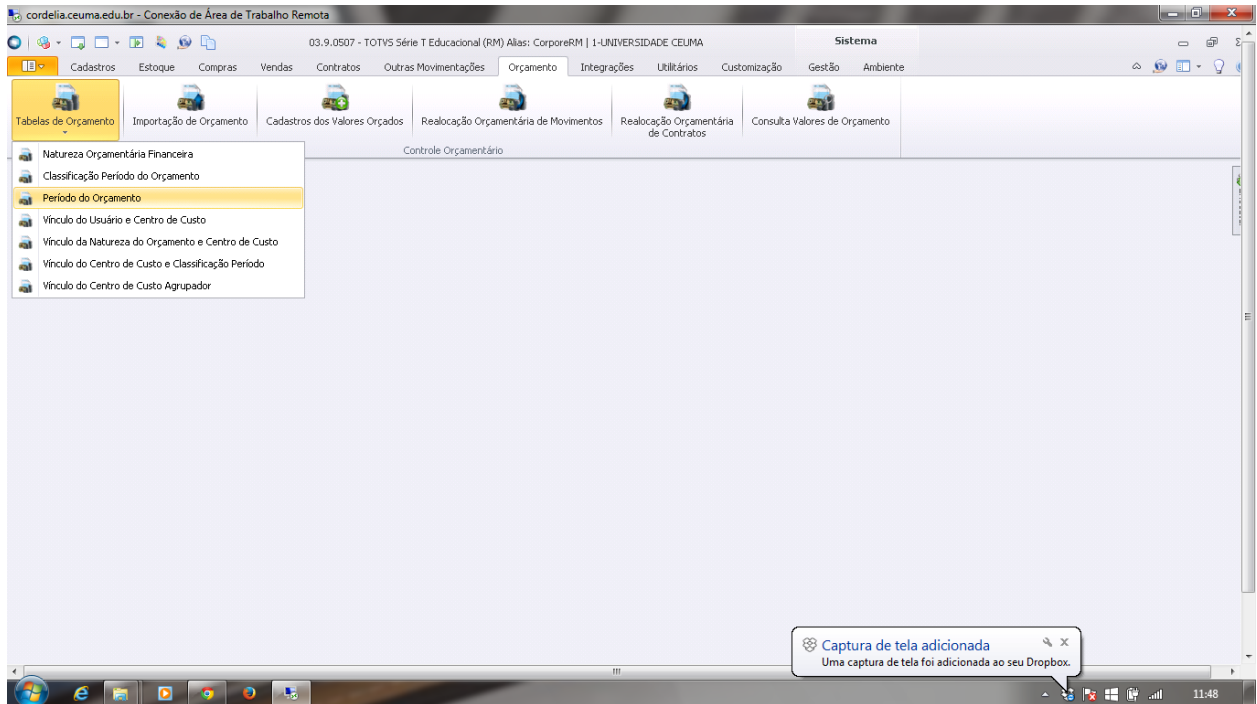 cordelia.ceuma.edu.br - Conexão de Área de Trabalho Remota
03.9.0507 - TOTVS Série T Educacional (RM) Alias: CorporeRM | 1-UNIVERSIDADE CEUMA
Sistema
Cadastros Estoque Compras Vendas Contratos Outras Movimentações Orçamento Integrações Utilitários Customização Gestão Ambiente
Tabelas de Orçamento
Importação de Orçamento
Cadastros dos Valores Orçados
Realocação Orçamentária de Movimentos
Realocação Orçamentária
de Contratos
Consulta Valores de Orçamento
Controle Orçamentário
Natureza Orçamentária Financeira
Classificação Período do Orçamento
Período do Orçamento
Vínculo do Usuário e Centro de Custo
Vínculo da Natureza do Orçamento e Centro de Custo
Vínculo do Centro de Custo e Classificação Período
Vínculo do Centro de Custo Agrupador
Captura de tela adicionada
Uma captura de tela foi adicionada ao seu Dropbox.
11:48